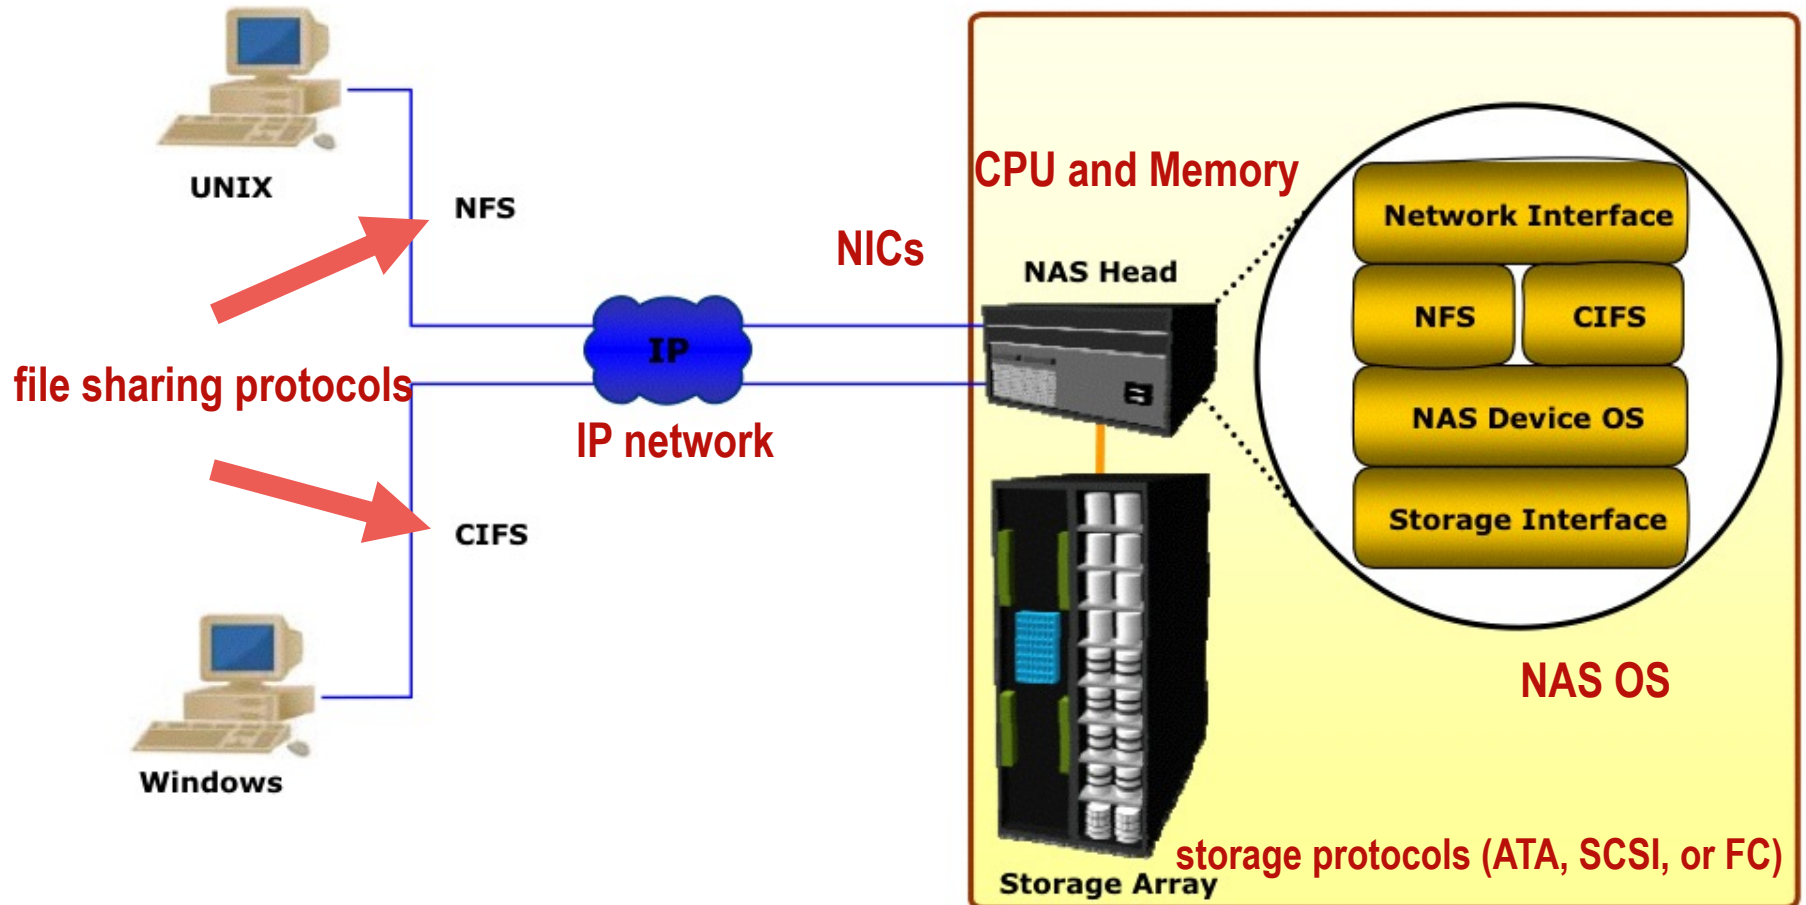 UNIX
NFS
file sharing protocols
CIFS
Windows
IP
IP network
NICs
CPU and Memory
NAS Head
Network Interface
NFS
CIFS
NAS Device OS
Storage Interface
NAS OS
storage protocols (ATA, SCSI, or FC)
Storage Array